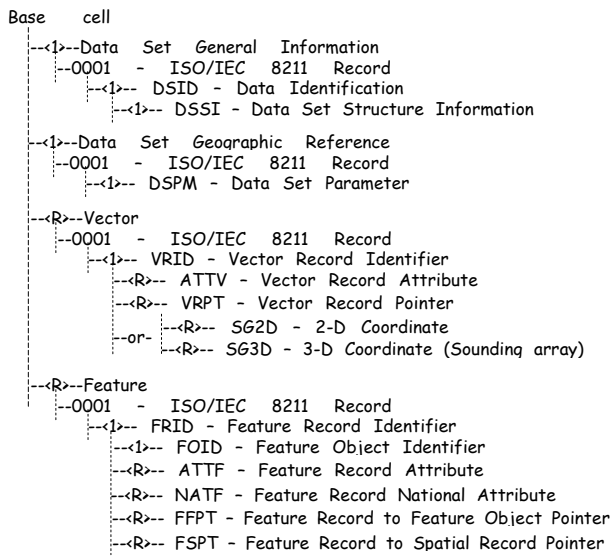 Base cell
--<1>--Data Set General Information
--0001 – ISO/IEC 8211 Record
--<1>-- DSID – Data Identification
--<1>-- DSSI – Data Set Structure Information
--<1>--Data Set Geographic Reference
--0001 – ISO/IEC 8211 Record
--<1>-- DSPM – Data Set Parameter
--<R>--Vector
--0001 – ISO/IEC 8211 Record
--<1>-- VRID – Vector Record Identifier
--<R>-- ATTV – Vector Record Attribute
--<R>-- VRPT – Vector Record Pointer
--<R>-- SG2D – 2-D Coordinate
--or-
--<R>-- SG3D – 3-D Coordinate (Sounding array)
--<R>--Feature
--0001 – ISO/IEC 8211 Record
--<1>-- FRID – Feature Record Identifier
--<1>-- FOID – Feature Object Identifier
--<R>-- ATTF – Feature Record Attribute
--<R>-- NATF – Feature Record National Attribute
--<R>-- FFPT – Feature Record to Feature Object Pointer
--<R>-- FSPT – Feature Record to Spatial Record Pointer